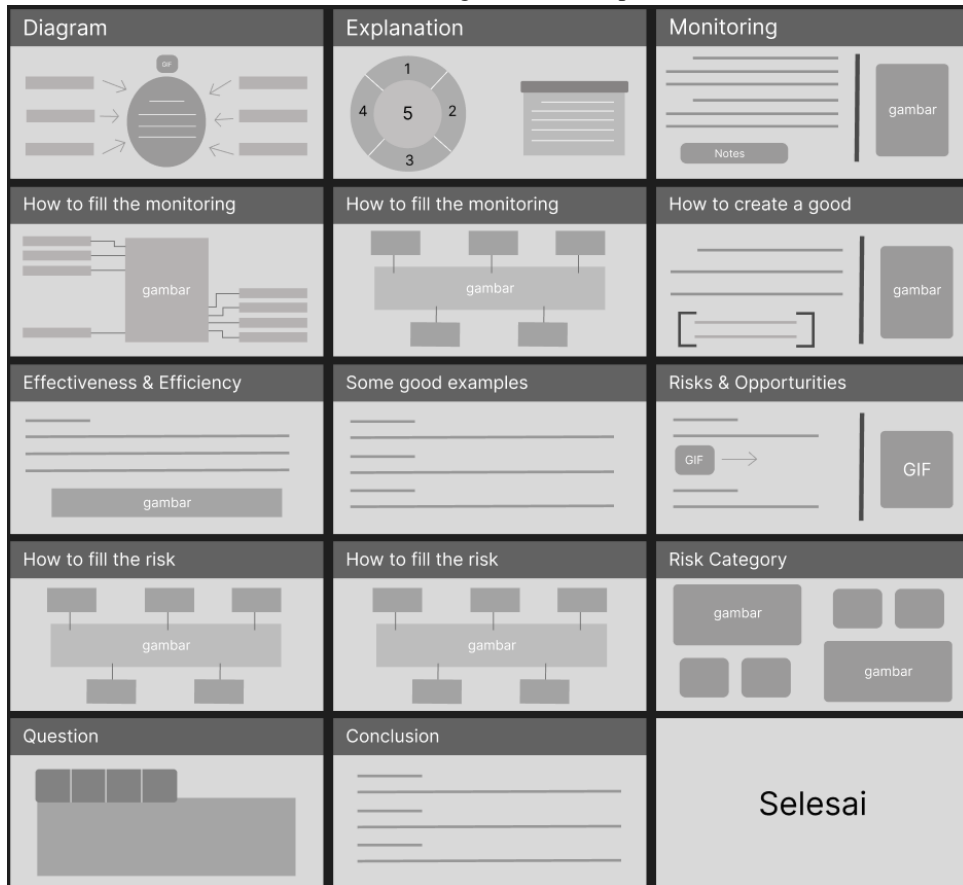 Diagram
GIF
Explanation
1
4
5
2
3
Monitoring
gambar
Notes
How to fill the monitoring
gambar
How to fill the monitoring
gambar
How to create a good
gambar
Effectiveness & Efficiency
gambar
Some good examples
Risks & Opportunities
GIF
GIF
How to fill the risk
gambar
How to fill the risk
gambar
Risk Category
gambar
gambar
Question
Conclusion
Selesai